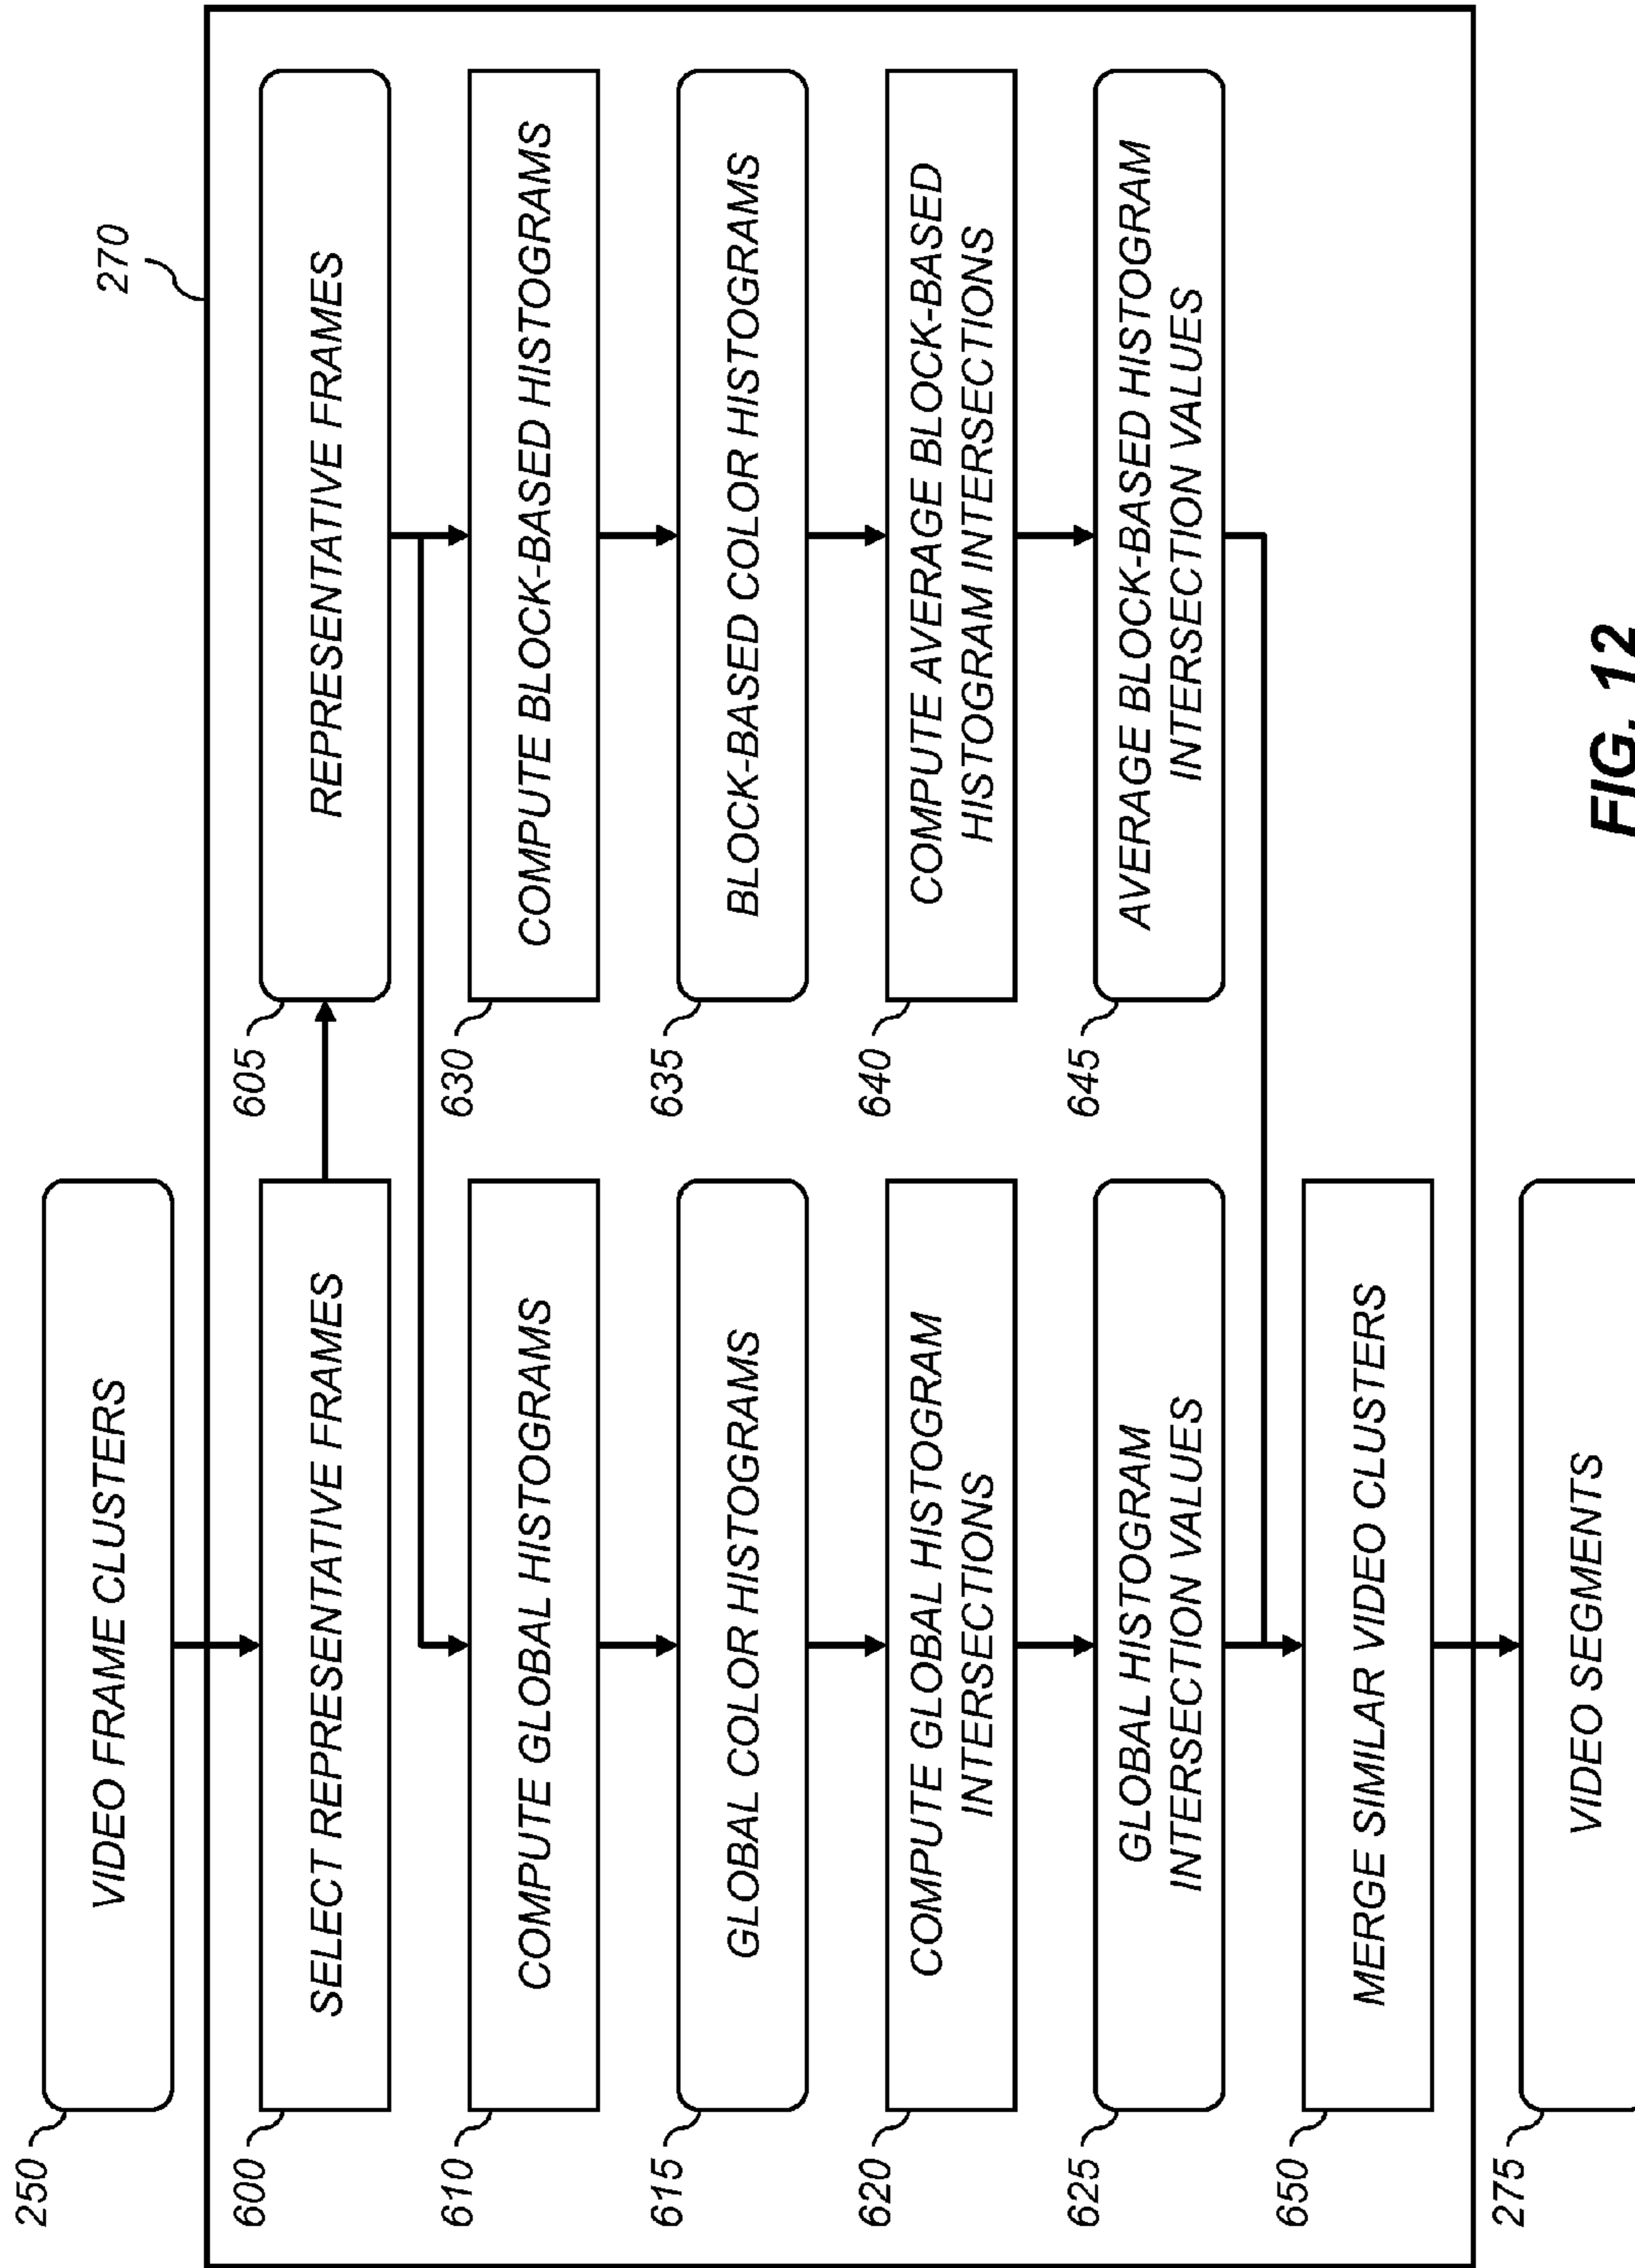 270
250
VIDEO FRAME CLUSTERS
600
SELECT REPRESENTATIVE FRAMES
605
REPRESENTATIVE FRAMES
610
COMPUTE GLOBAL HISTOGRAMS
630
COMPUTE BLOCK-BASED HISTOGRAMS
615
GLOBAL COLOR HISTOGRAMS
635
BLOCK-BASED COLOR HISTOGRAMS
620
COMPUTE GLOBAL HISTOGRAM
INTERSECTIONS
640
COMPUTE AVERAGE BLOCK-BASED
HISTOGRAM INTERSECTIONS
625
GLOBAL HISTOGRAM
INTERSECTION VALUES
645
AVERAGE BLOCK-BASED HISTOGRAM
INTERSECTION VALUES
650
MERGE SIMILAR VIDEO CLUSTERS
275
VIDEO SEGMENTS
FIG. 12